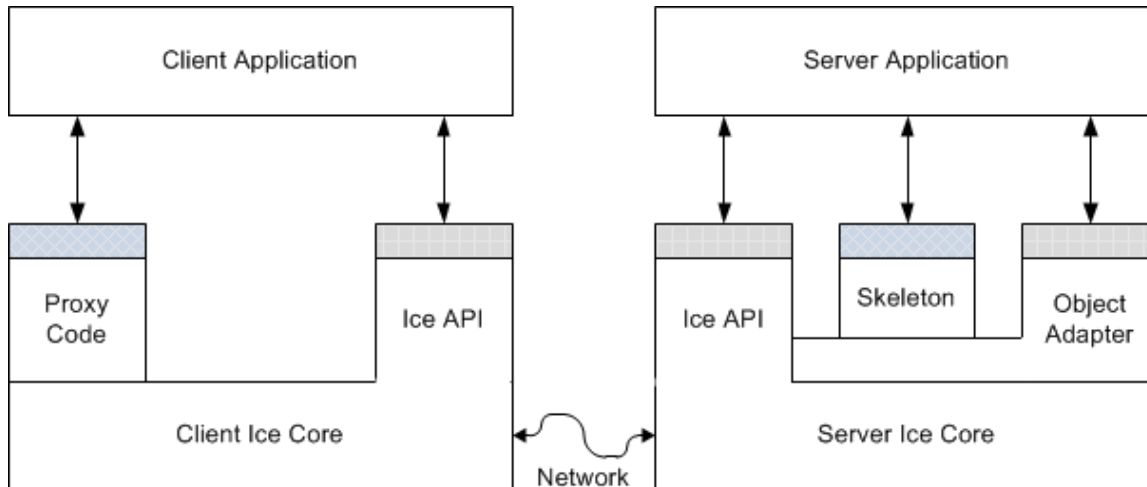 Client Application
Server Application
Proxy
Code
Ice API
Ice API
Skeleton
Object
Adapter
Client Ice Core
Network
Server Ice Core